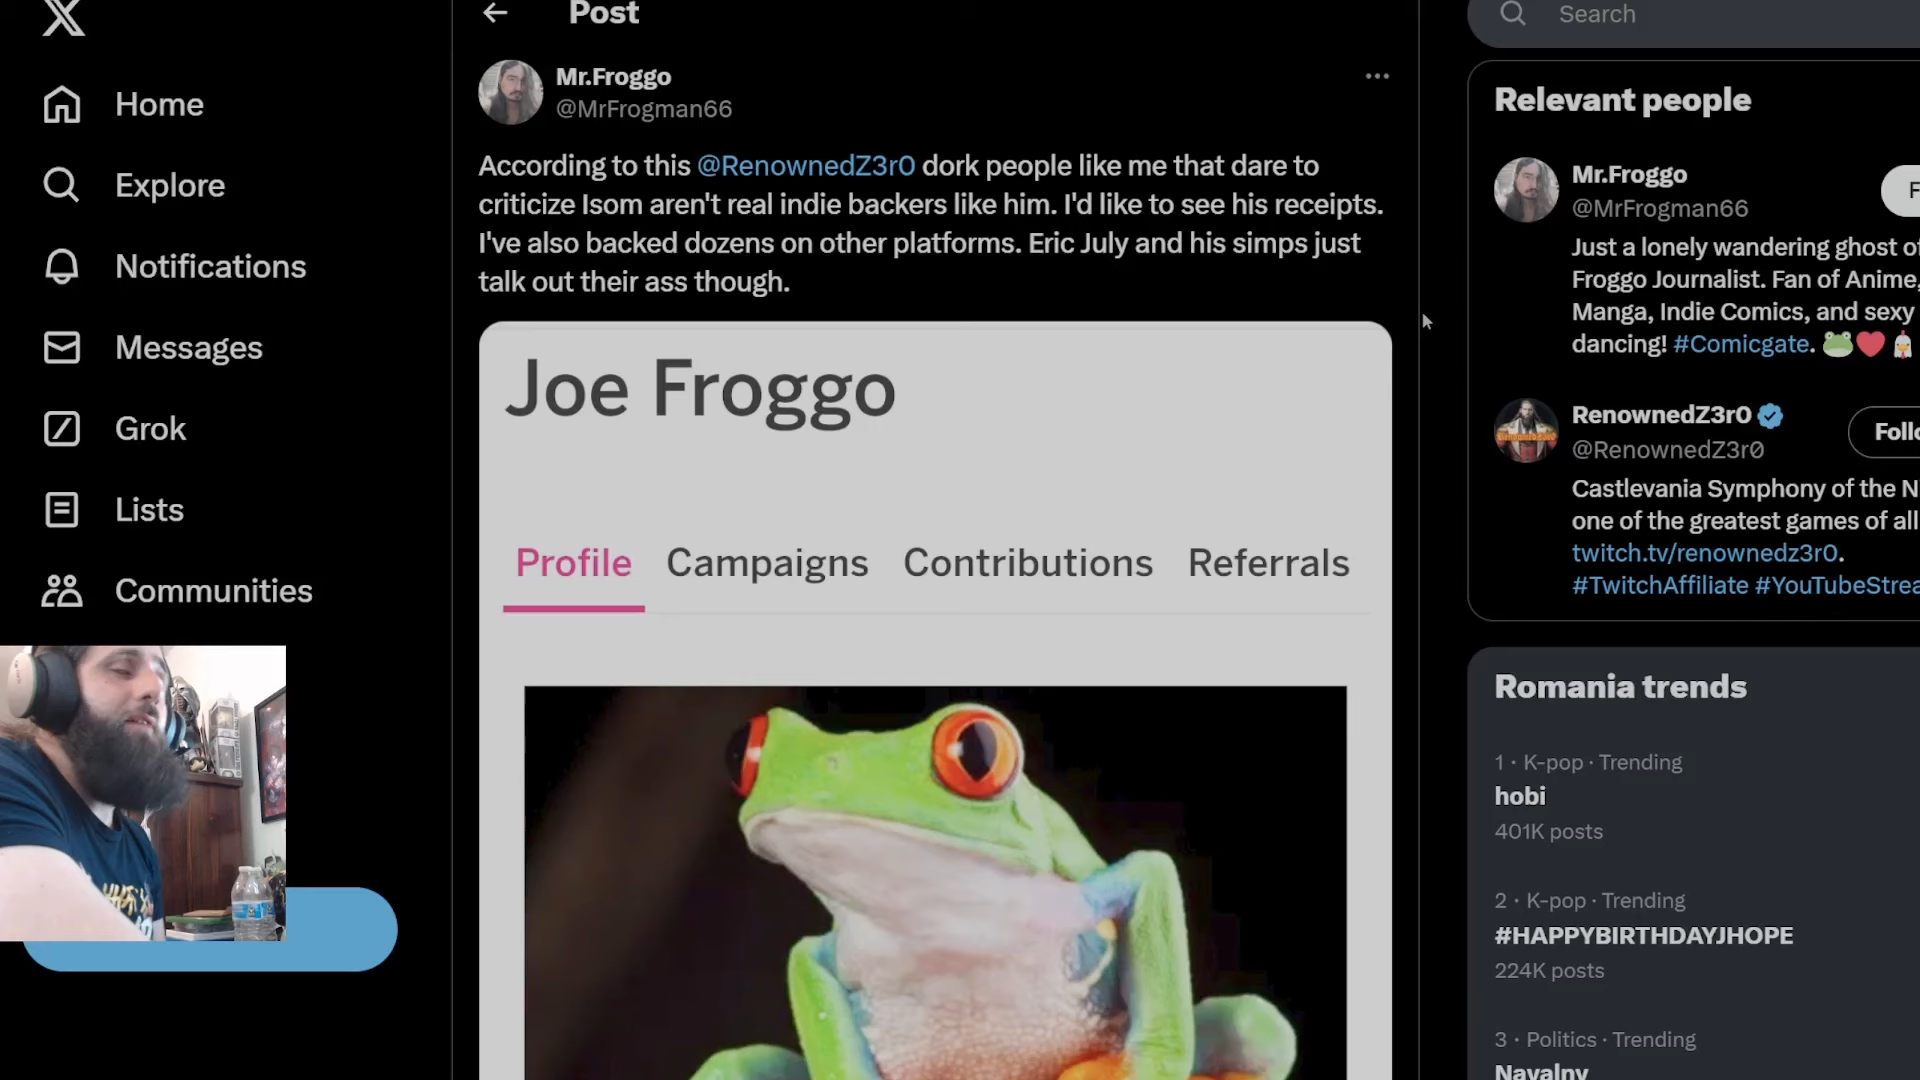 Home
Explore
Notifications
Messages
Grok
Lists
Communities
Post
Mr.Froggo
@MrFrogman66
According to this @RenownedZ3r0 dork people like me that dare to
criticize Isom aren't real indie backers like him. I'd like to see his receipts.
I've also backed dozens on other platforms. Eric July and his simps just
talk out their ass though.
Joe Froggo
Profile Campaigns Contributions Referrals
Search
Relevant people
Mr.Froggo
@MrFrogman66
F
Just a lonely wandering ghost of
Froggo Journalist. Fan of Anime,
Manga, Indie Comics, and sexy
dancing! #Comicgate. 🐸❤️🐔
RenownedZ3r0
@RenownedZ3r0
Follo
Castlevania Symphony of the N
one of the greatest games of all
twitch.tv/renownedz3r0.
#TwitchAffiliate #YouTubeStrea
Romania trends
1 · K-pop · Trending
hobi
401K posts
2 · K-pop · Trending
#HAPPYBIRTHDAYJHOPE
224K posts
3 · Politics · Trending
Navalny